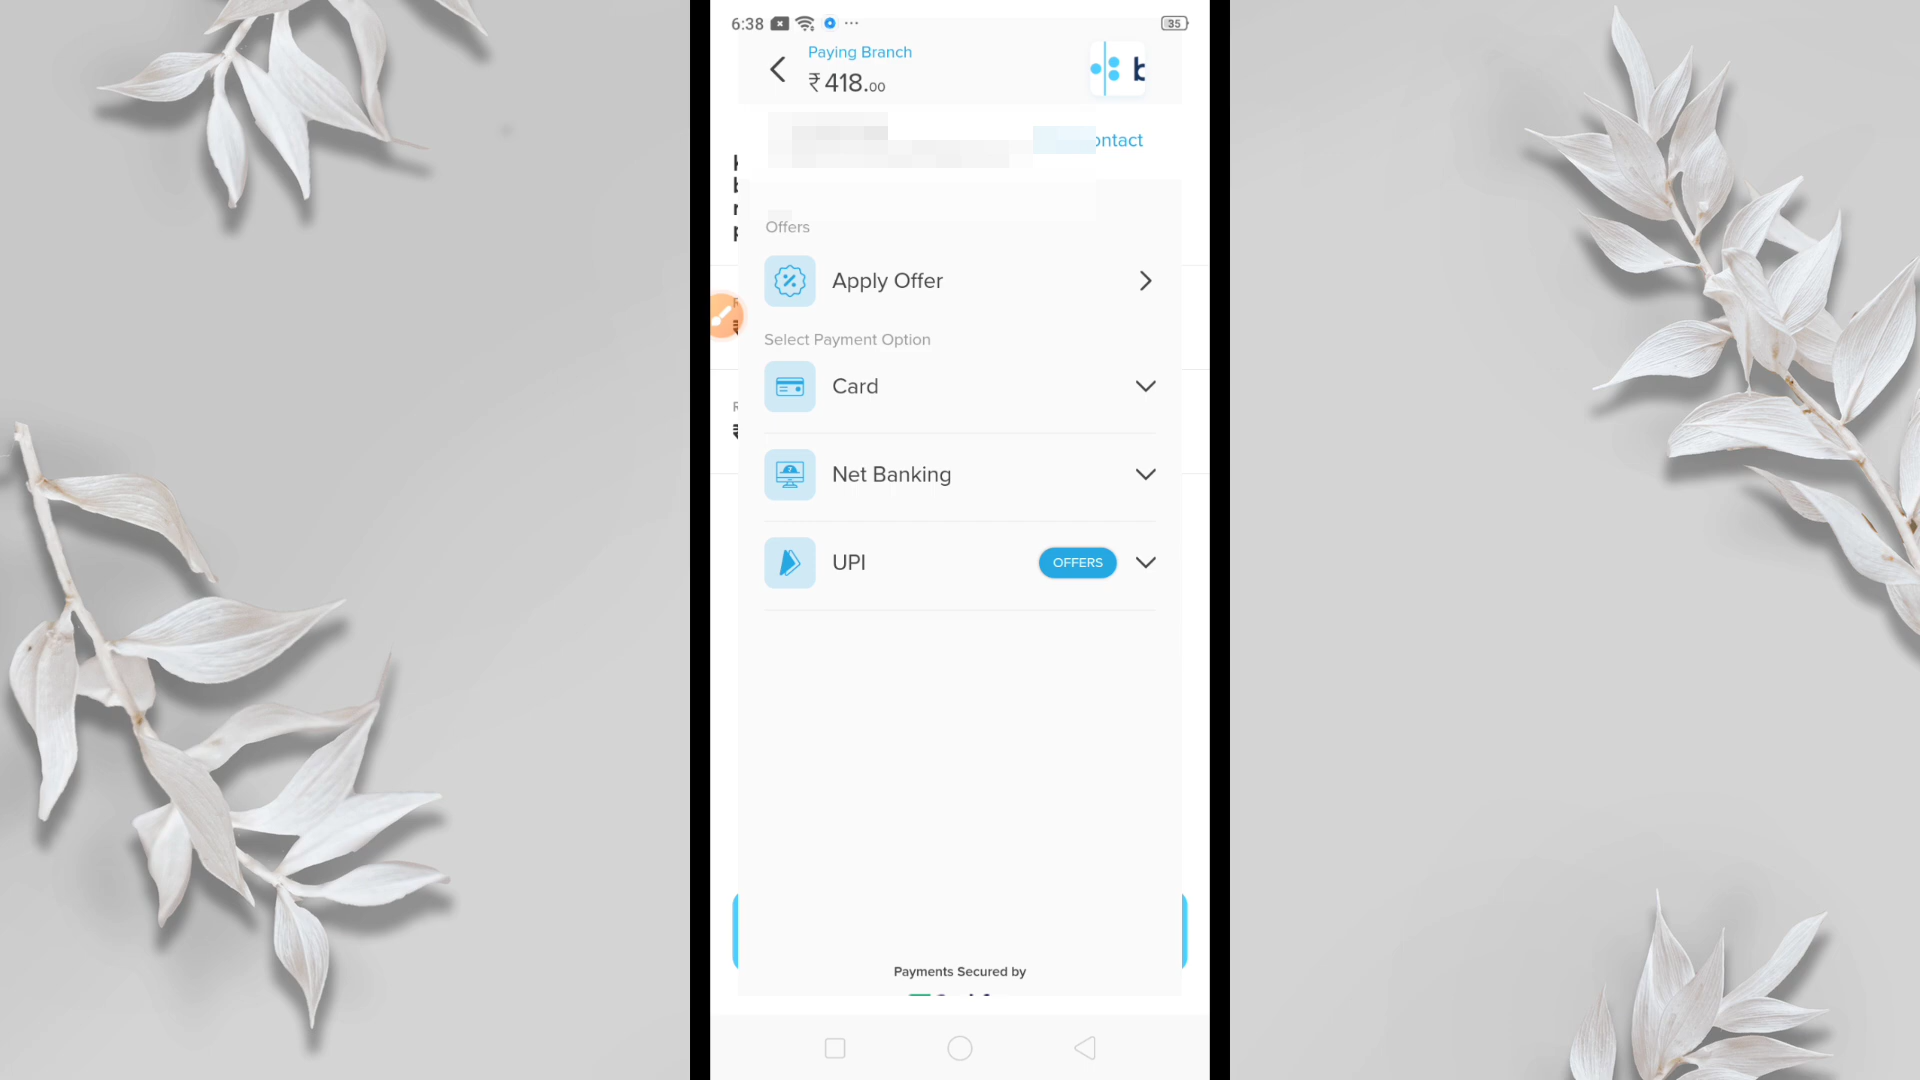 6:38
35
Paying Branch
₹418.00
b
ontact
Offers
Apply Offer
Select Payment Option
Card
Net Banking
UPI
OFFERS
Payments Secured by